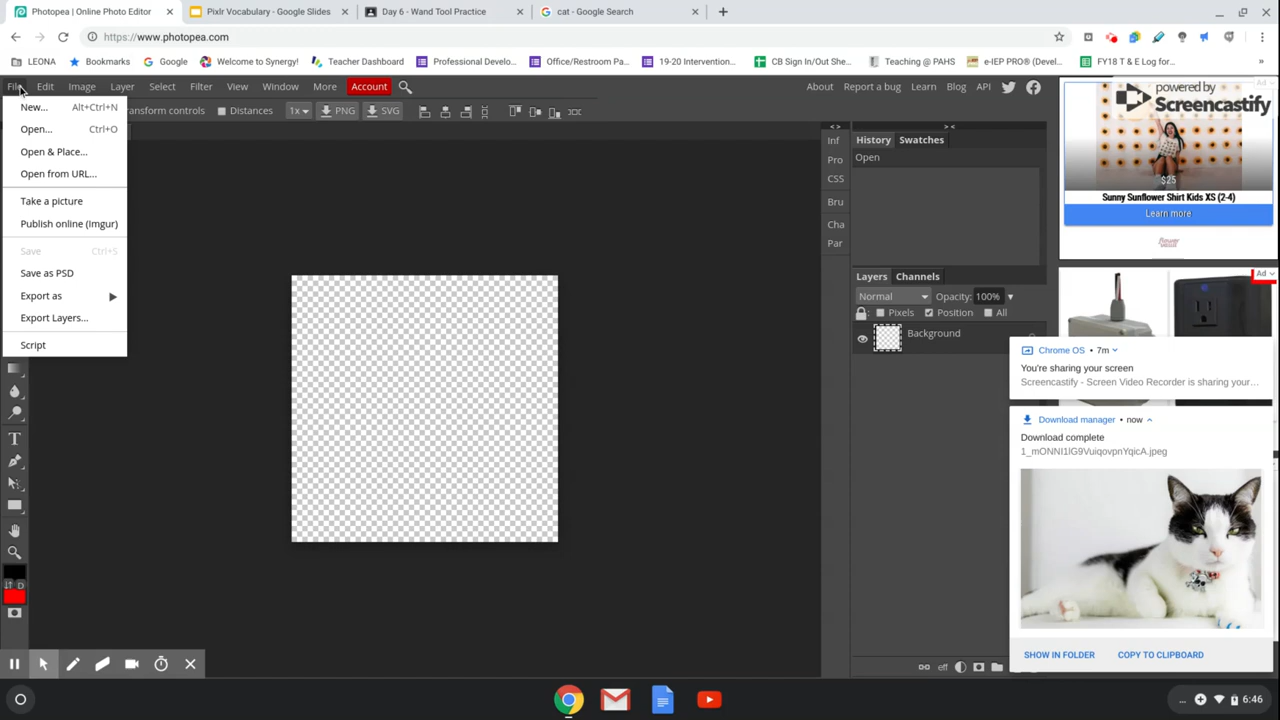 Photopea | Online Photo Editor
Pixlr Vocabulary - Google Slides
Day 6 - Wand Tool Practice
cat - Google Search
https://www.photopea.com
LEONA
Bookmarks
Google
Welcome to Synergy!
Teacher Dashboard
Professional Develo...
Office/Restroom Pa...
19-20 Intervention...
CB Sign In/Out She...
Teaching @ PAHS
e-IEP PRO® (Devel...
FY18 T & E Log for...
File Edit Image Layer Select Filter View Window More Account
About Report a bug Learn Blog API
ransform controls Distances 1x PNG SVG
New... Alt+Ctrl+N
Open... Ctrl+O
Open & Place...
Open from URL...
Take a picture
Publish online (Imgur)
Save Ctrl+S
Save as PSD
Export as
Export Layers...
Script
T
D
< >
Inf
Pro
CSS
Bru
Cha
Par
> <
History Swatches
Open
Layers Channels
Normal Opacity: 100%
Pixels Position All
Background
eff
Ad
powered by
Screencastify
$25
Sunny Sunflower Shirt Kids XS (2-4)
Learn more
Ad
Chrome OS • 7m
You're sharing your screen
Screencastify - Screen Video Recorder is sharing your...
Download manager • now
Download complete
1_mONNI1lG9VuiqovpnYqicA.jpeg
SHOW IN FOLDER COPY TO CLIPBOARD
... 6:46